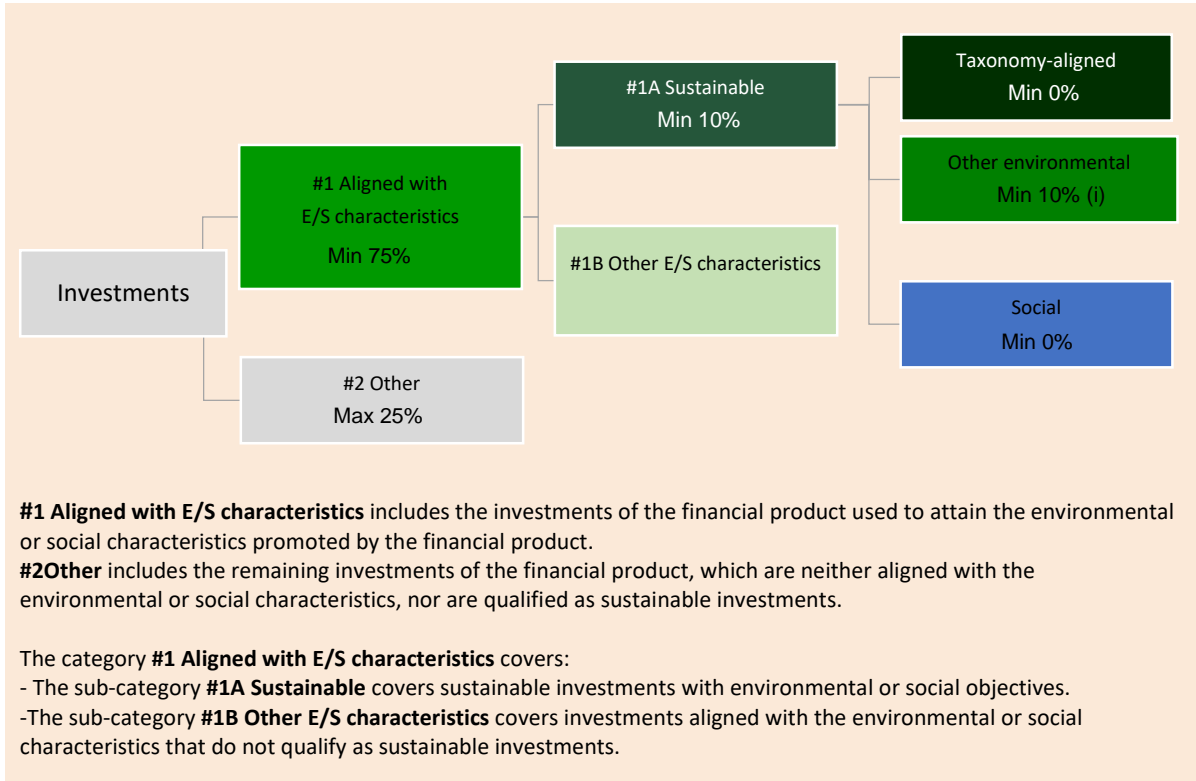 Taxonomy-aligned
Min 0%
#1A Sustainable
Min 10%
Other environmental
Min 10% (i)
#1 Aligned with
E/S characteristics
Min 75%
#1B Other E/S characteristics
Investments
Social
Min 0%
#2 Other
Max 25%
#1 Aligned with E/S characteristics includes the investments of the financial product used to attain the environmental
or social characteristics promoted by the financial product.
#2Other includes the remaining investments of the financial product, which are neither aligned with the
environmental or social characteristics, nor are qualified as sustainable investments.
The category #1 Aligned with E/S characteristics covers:
- The sub-category #1A Sustainable covers sustainable investments with environmental or social objectives.
-The sub-category #1B Other E/S characteristics covers investments aligned with the environmental or social
characteristics that do not qualify as sustainable investments.